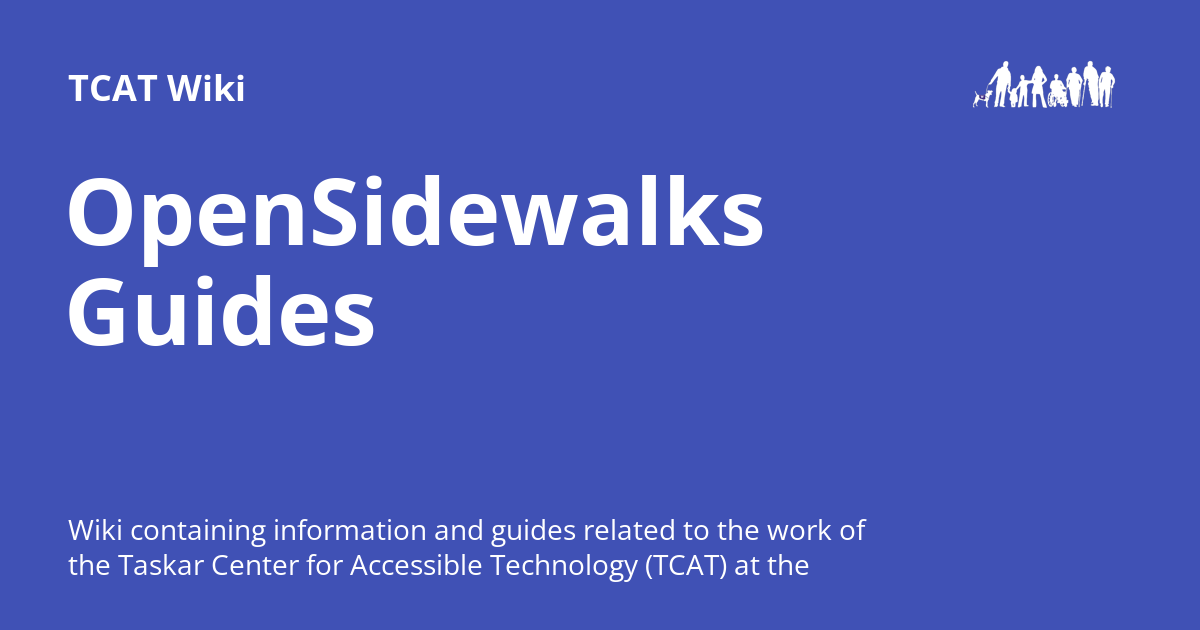 TCAT Wiki
OpenSidewalks
Guides
Wiki containing information and guides related to the work of
the Taskar Center for Accessible Technology (TCAT) at the